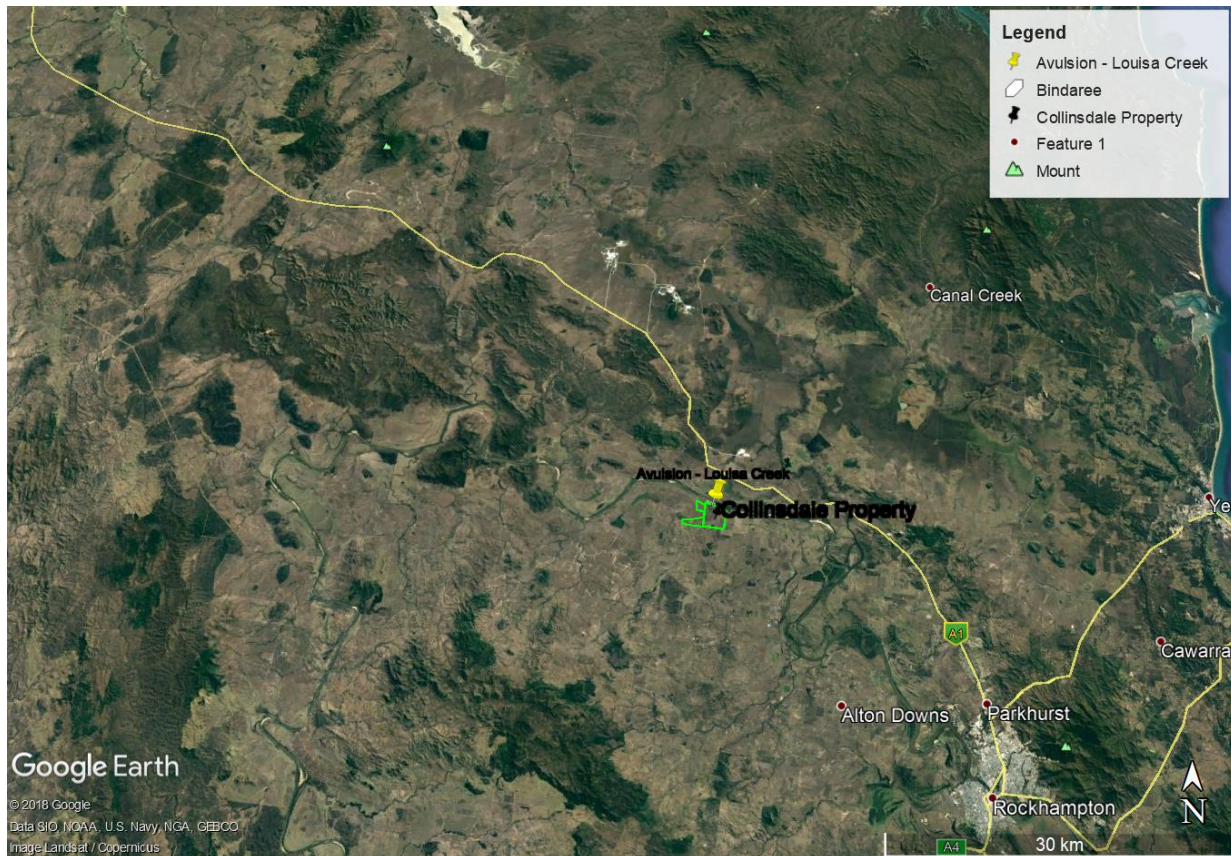 Legend
Avulsion - Louisa Creek
Bindaree
Collinsdale Property
Feature 1
Mount
Canal Creek
Avulsion - Louisa Creek
Collinsdale Property
Ye
A1
Cawarra
Alton Downs
Parkhurst
Google Earth
Rockhampton
N
© 2018 Google
Data SIO, NOAA, U.S. Navy, NGA, GEBCO
Image Landsat / Copernicus
A4
30 km